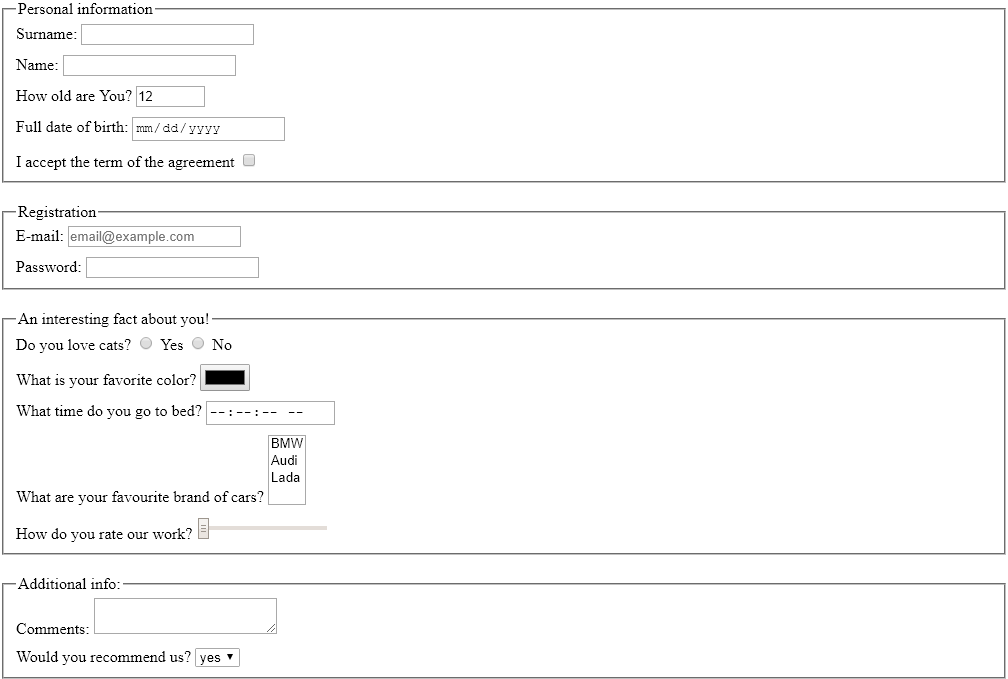 Personal information
Surname:
Name:
How old are You? 12
Full date of birth: mm/dd/yyyy
I accept the term of the agreement
Registration
E-mail: email@example.com
Password:
An interesting fact about you!
Do you love cats? Yes No
What is your favorite color?
What time do you go to bed? --:--:-- --
BMW
Audi
Lada
What are your favourite brand of cars?
How do you rate our work?
Additional info:
Comments:
Would you recommend us? yes